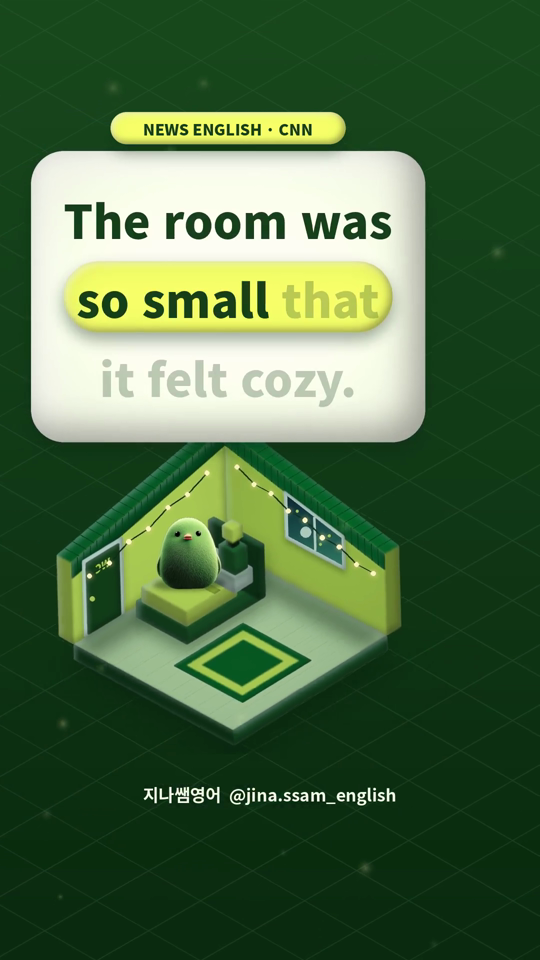 NEWS ENGLISH · CNN
The room was
so small that
it felt cozy.
지나쌤영어 @jina.ssam_english